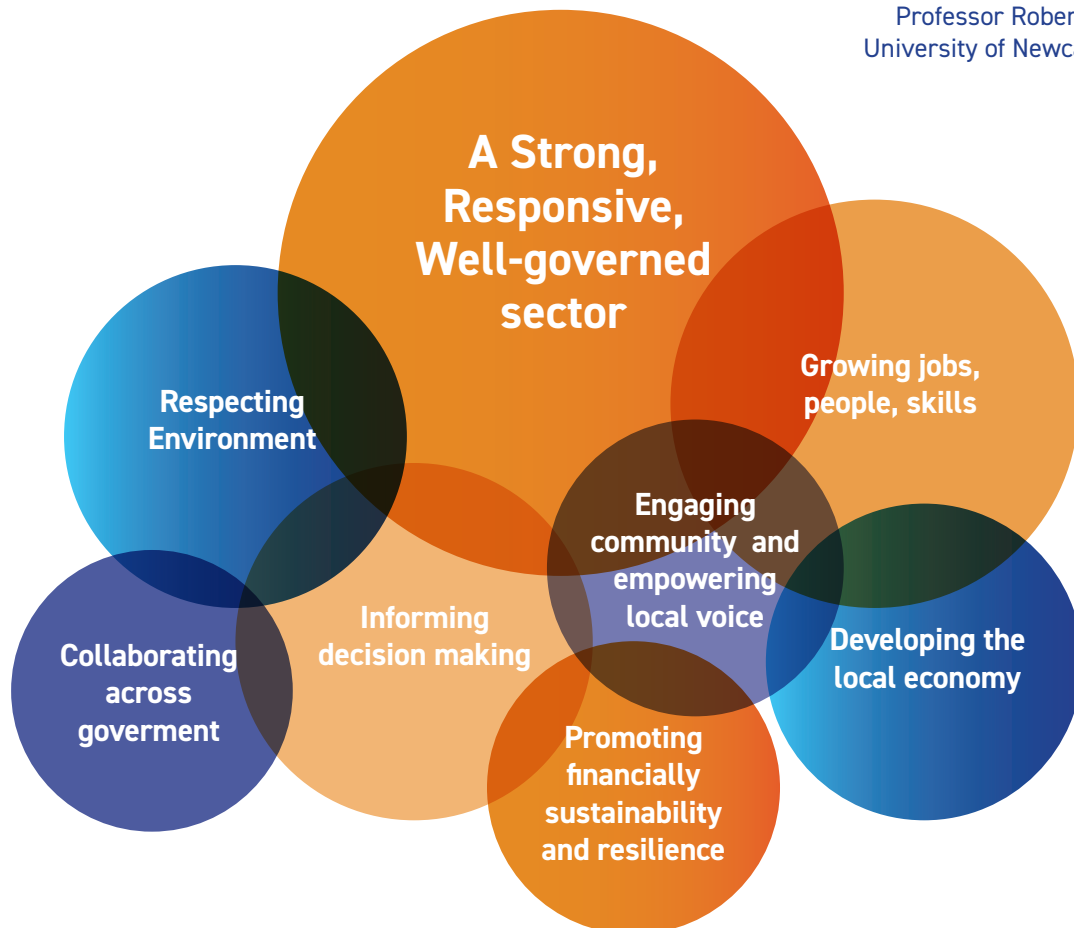 Professor Rober
University of Newca
A Strong,
Responsive,
Well-governed
sector
Growing jobs,
people, skills
Respecting
Environment
Engaging
community and
empowering
local voice
Informing
decision making
Developing the
local economy
Collaborating
across
goverment
Promoting
financially
sustainability
and resilience